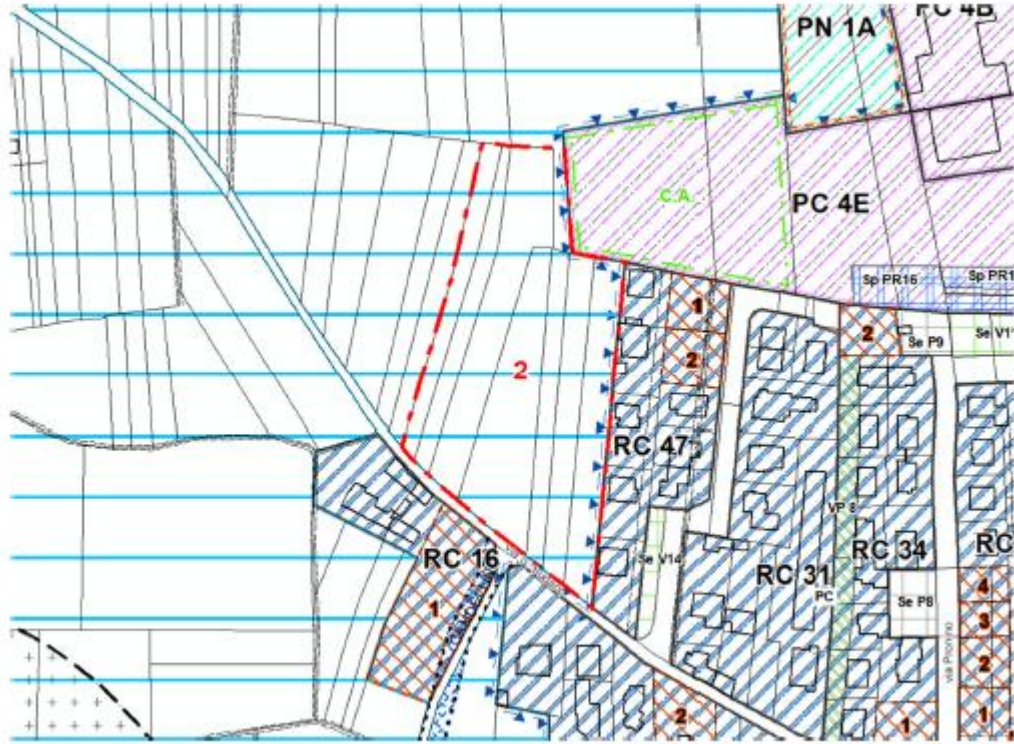 PC 4B
PN 1A
C.A.
PC 4E
Sp PR16
Sp PR1
1
2
Se P9
Se V1
2
2
RC 47
VP 8
RC 16
Se V14
RC 31
RC 34
RC
PC
1
Se P8
4
3
2
1
via Pronino
2
1